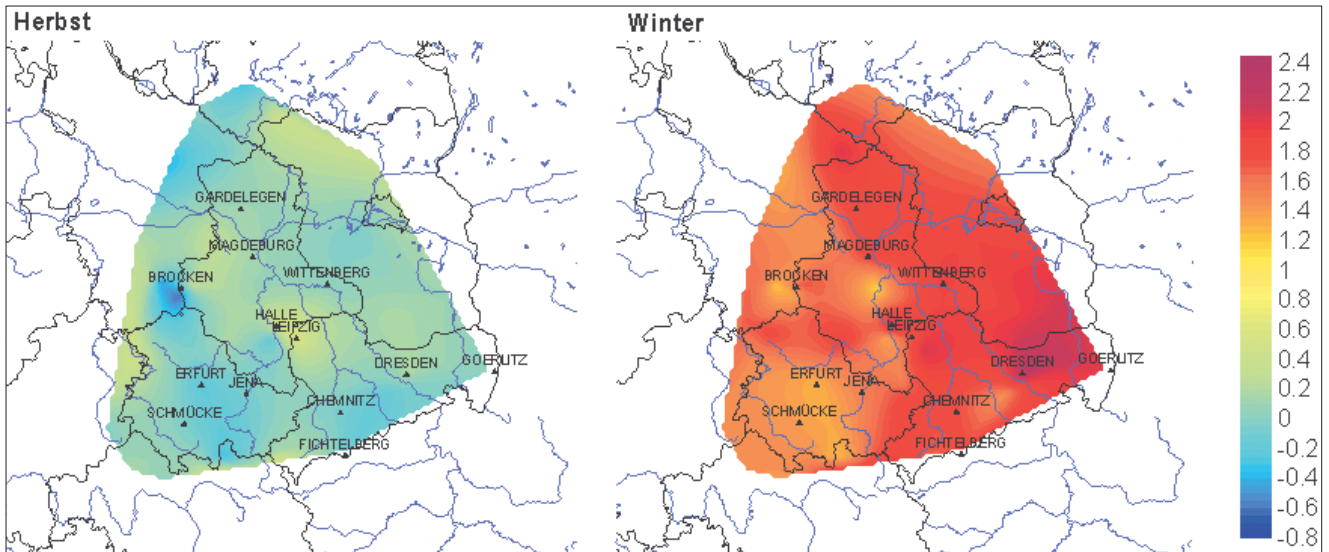 Herbst
GARDELEGEN
MAGDEBURG
BROCKEN
WITTENBERG
HALLE
LEIPZIG
ERFURT
JENA
DRESDEN
GOERLITZ
SCHMÜCKE
CHEMNITZ
FICHTELBERG
Winter
GARDELEGEN
MAGDEBURG
BROCKEN
WITTENBERG
HALLE
LEIPZIG
ERFURT
JENA
DRESDEN
GOERLITZ
SCHMÜCKE
CHEMNITZ
FICHTELBERG
2.4
2.2
2
1.8
1.6
1.4
1.2
1
0.8
0.6
0.4
0.2
0
-0.2
-0.4
-0.6
-0.8